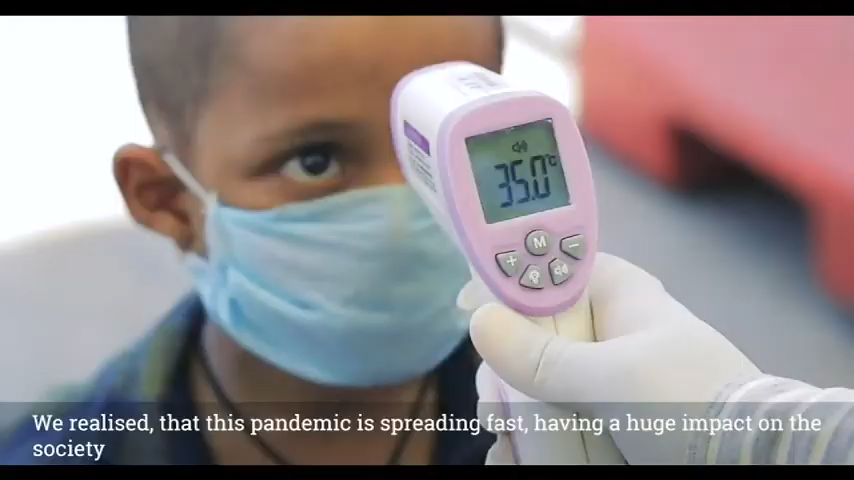 35.0°C
M
We realised, that this pandemic is spreading fast, having a huge impact on the
society